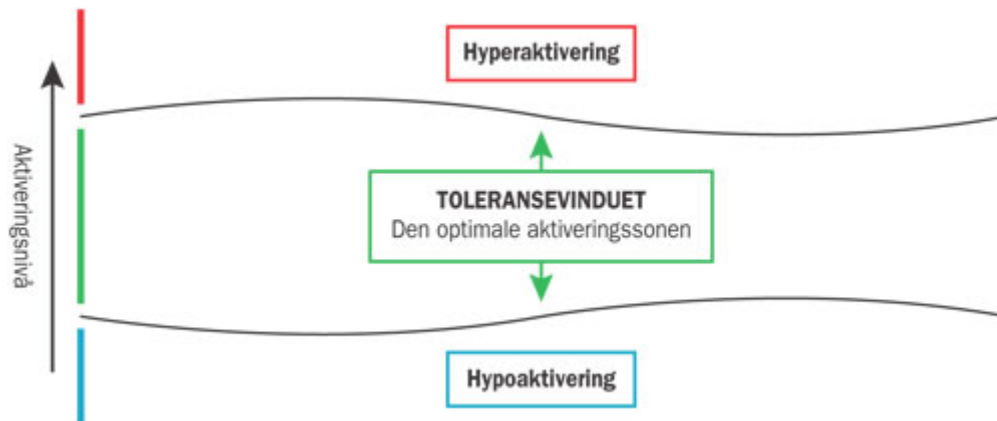 Hyperaktivering
Aktiveringsnivå
TOLERANSEVINDUET
Den optimale aktiveringssonen
Hypoaktivering